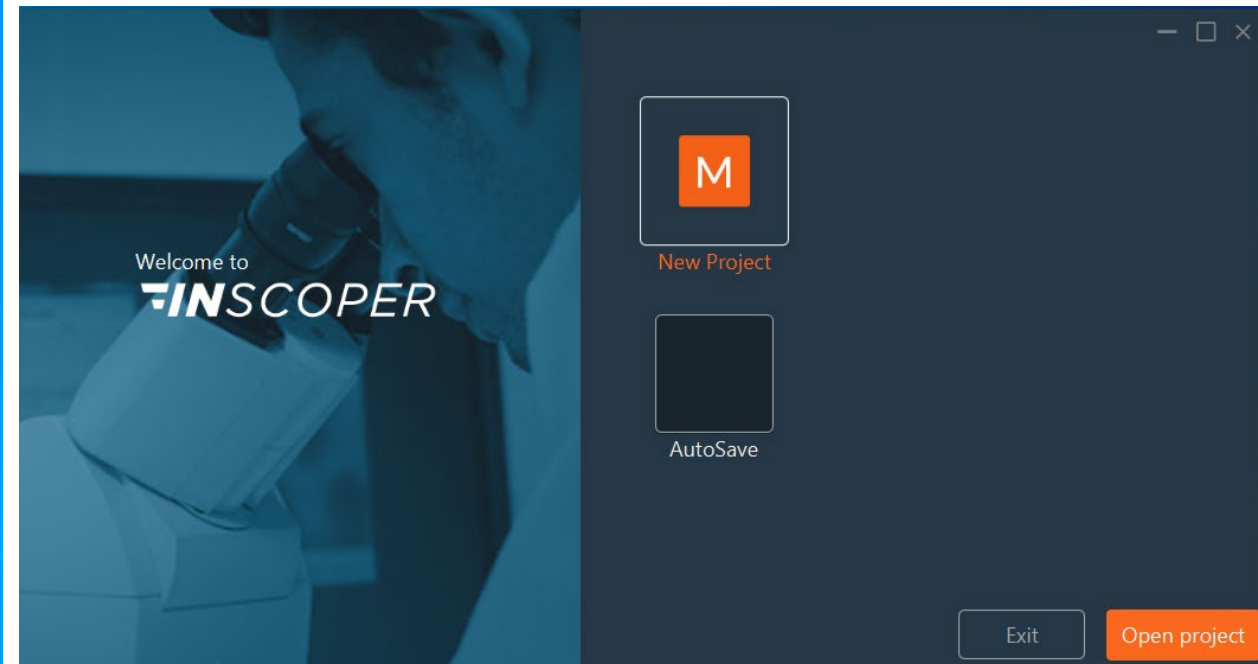 Welcome to
INSCOPER
M
New Project
AutoSave
Exit
Open project